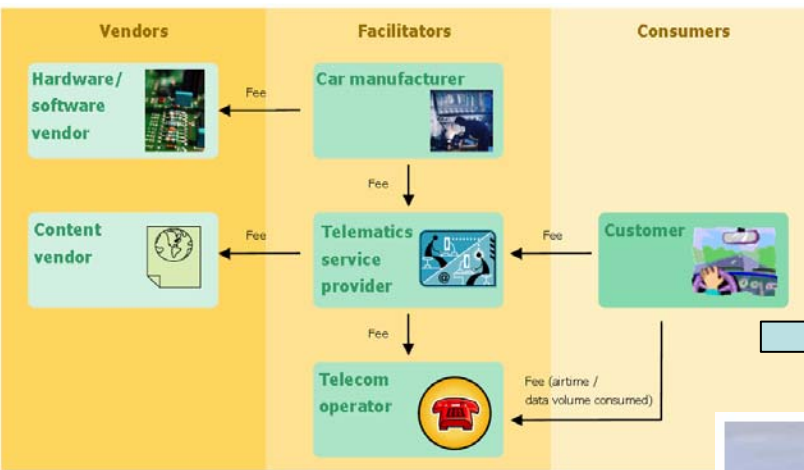 Vendors
Facilitators
Consumers
Hardware/
software
vendor
Fee
Car manufacturer
Fee
Content
vendor
Fee
Telematics
service
provider
Fee
Customer
Fee
Telecom
operator
Fee (airtime /
data volume consumed)